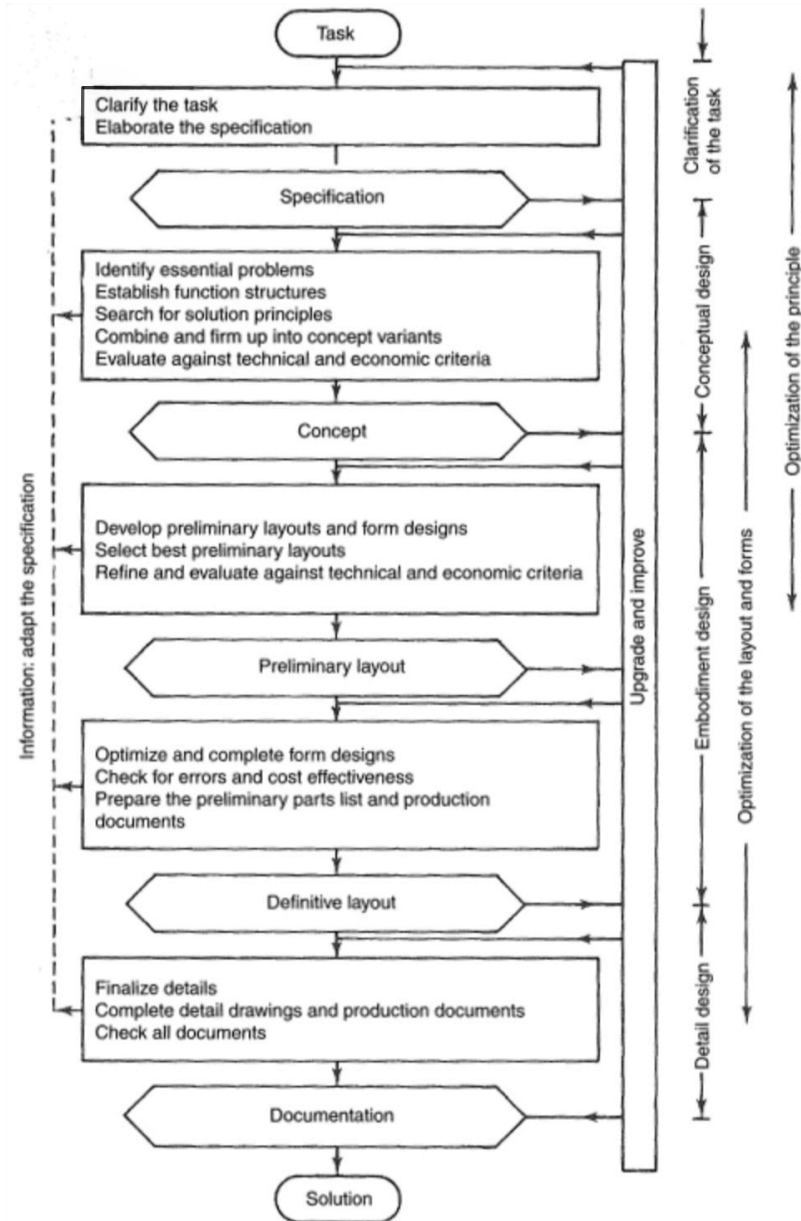 Task
Clarify the task
Elaborate the specification
Specification
Identify essential problems
Establish function structures
Search for solution principles
Combine and firm up into concept variants
Evaluate against technical and economic criteria
Concept
Develop preliminary layouts and form designs
Select best preliminary layouts
Refine and evaluate against technical and economic criteria
Preliminary layout
Optimize and complete form designs
Check for errors and cost effectiveness
Prepare the preliminary parts list and production
documents
Definitive layout
Finalize details
Complete detail drawings and production documents
Check all documents
Documentation
Solution
Information: adapt the specification
Upgrade and improve
Clarification
of the task
Conceptual design
Embodiment design
Detail design
Optimization of the layout and forms
Optimization of the principle